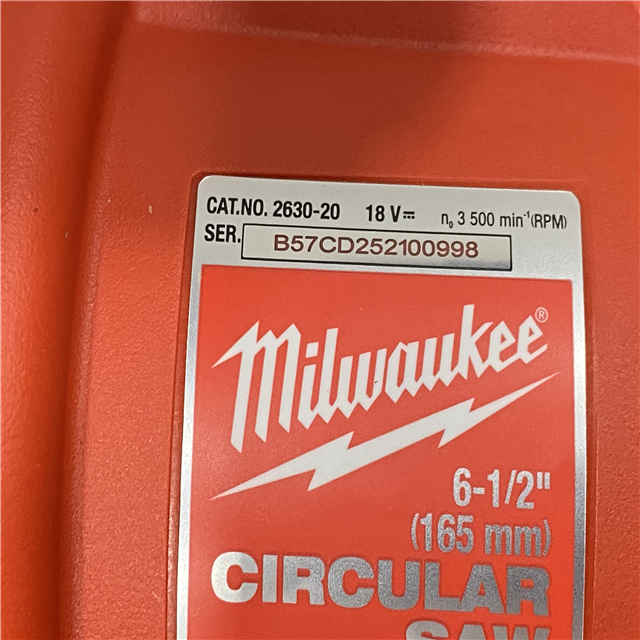 CAT.NO. 2630-20 18 V⎓ n₀ 3 500 min⁻¹(RPM)
SER. B57CD252100998
Milwaukee®
6-1/2"
(165 mm)
CIRCULAR
SAW